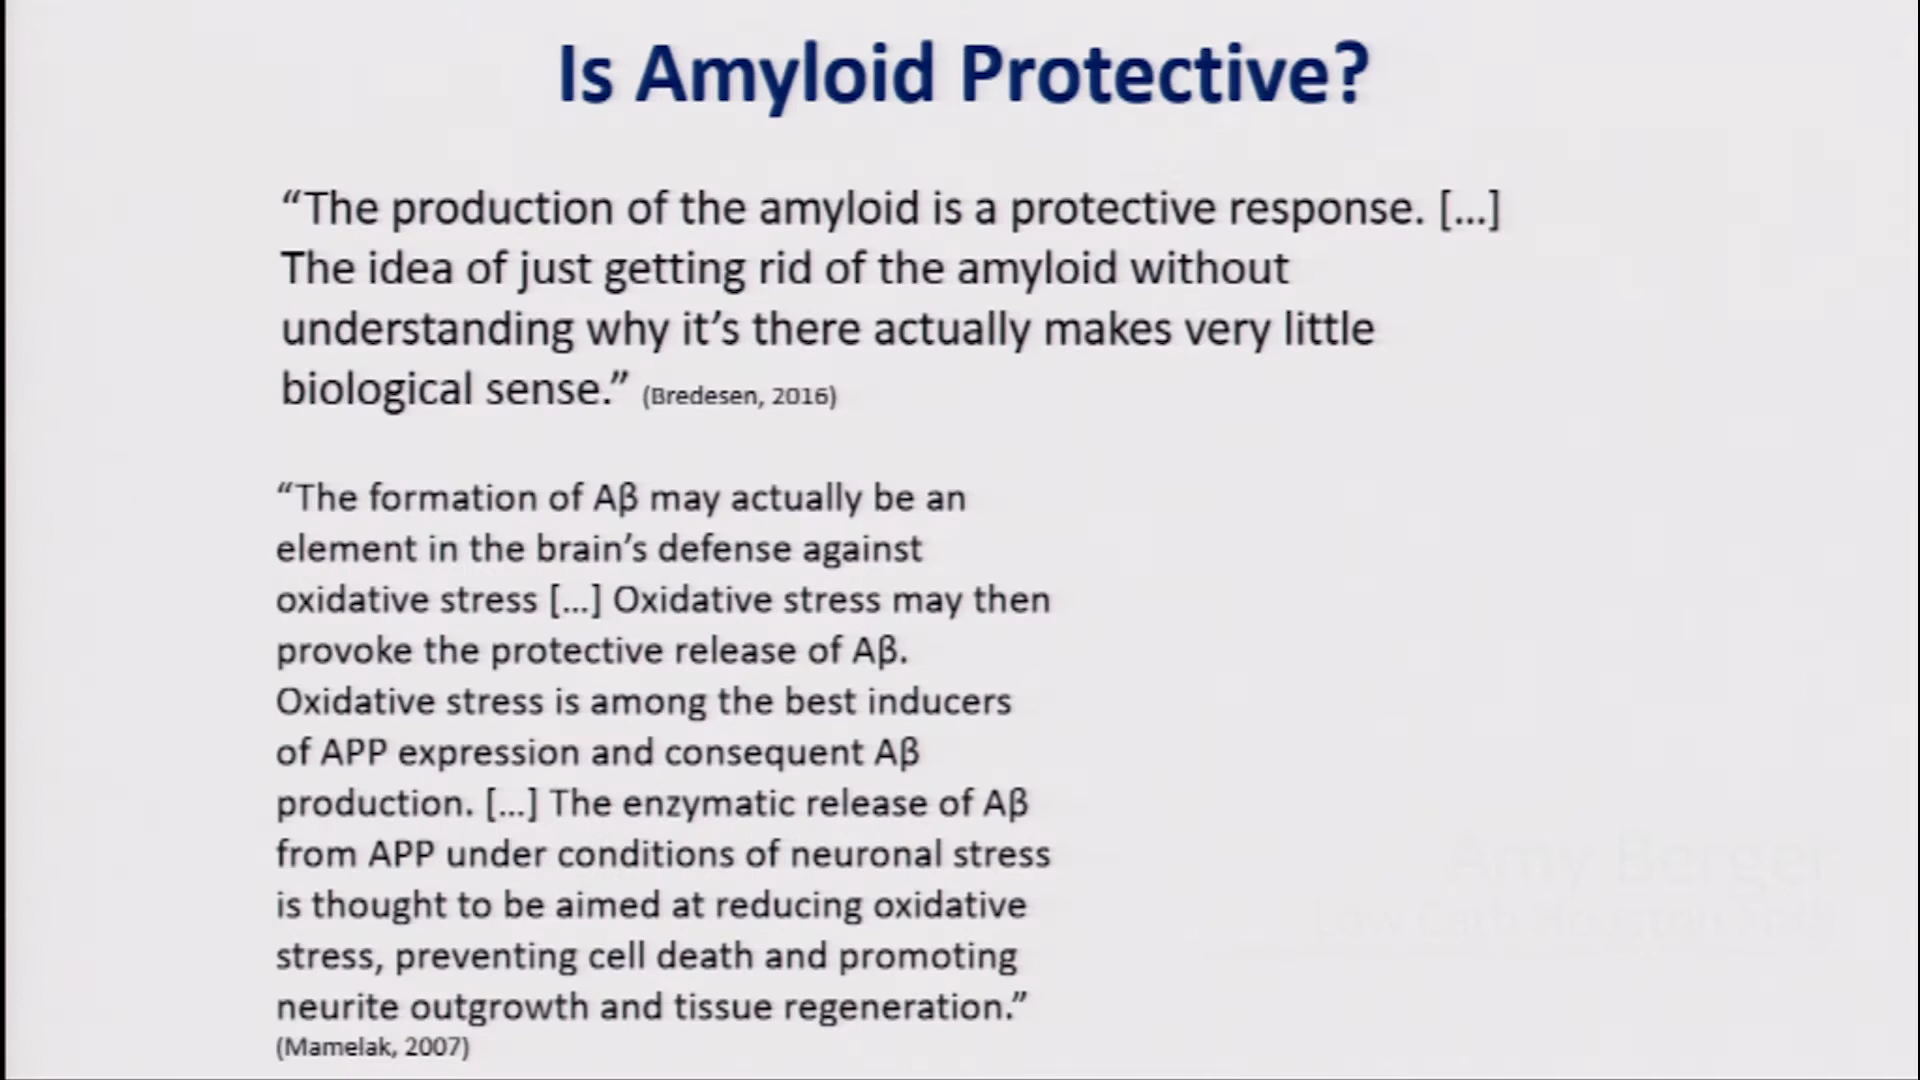 Is Amyloid Protective?
“The production of the amyloid is a protective response. [...]
The idea of just getting rid of the amyloid without
understanding why it’s there actually makes very little
biological sense.” (Bredesen, 2016)
“The formation of Aβ may actually be an
element in the brain’s defense against
oxidative stress [...] Oxidative stress may then
provoke the protective release of Aβ.
Oxidative stress is among the best inducers
of APP expression and consequent Aβ
production. [...] The enzymatic release of Aβ
from APP under conditions of neuronal stress
is thought to be aimed at reducing oxidative
stress, preventing cell death and promoting
neurite outgrowth and tissue regeneration.”
(Mamelak, 2007)
Amy Berger
Low Carb Houston